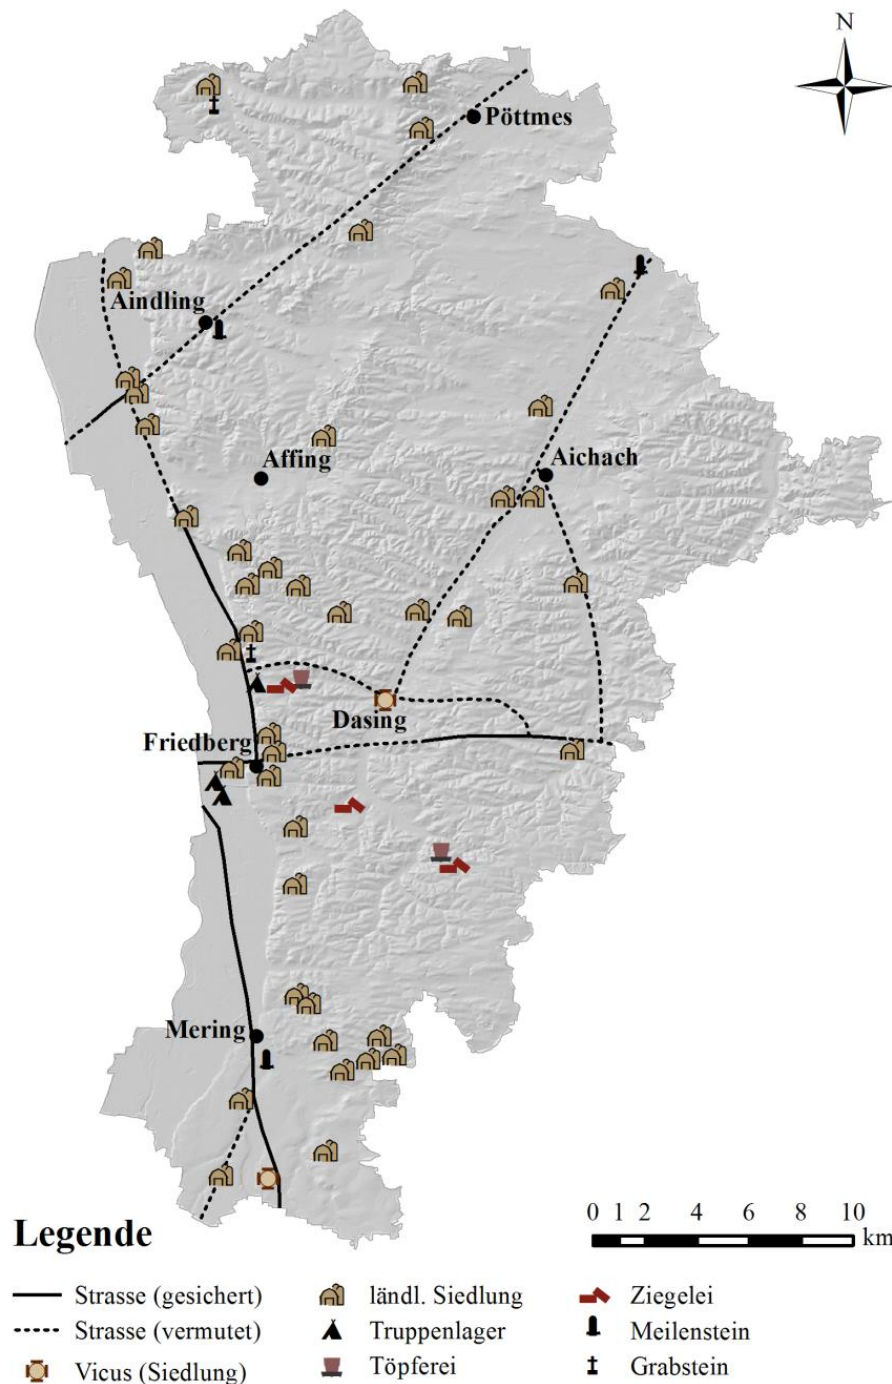 N
Pöttmes
Aindling
Affing
Aichach
Dasing
Friedberg
Mering
Legende
0 1 2 4 6 8 10
km
Strasse (gesichert)
Strasse (vermutet)
Vicus (Siedlung)
ländl. Siedlung
Truppenlager
Töpferei
Ziegelei
Meilenstein
Grabstein